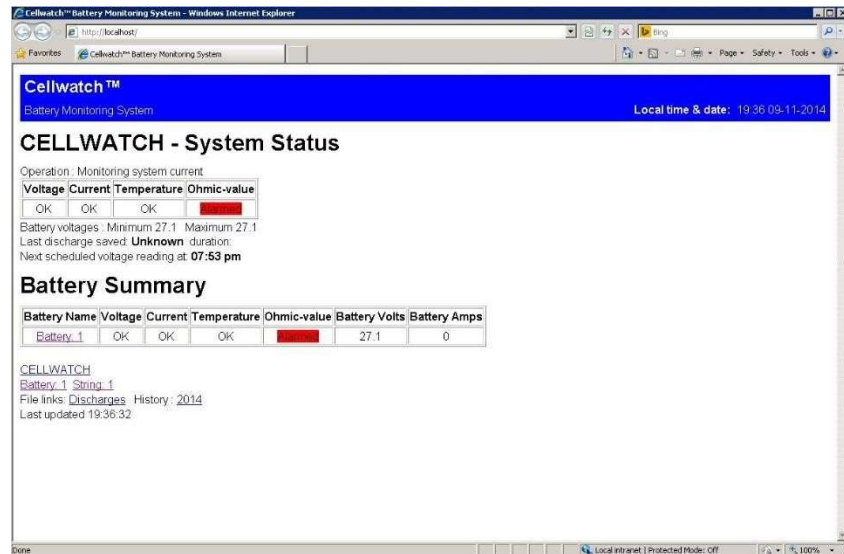 Cellwatch™ Battery Monitoring System - Windows Internet Explorer
http://localhost/
Bing
Favorites Cellwatch™ Battery Monitoring System Page Safety Tools
Cellwatch™
Battery Monitoring System Local time & date: 19:36 09-11-2014
CELLWATCH - System Status
Operation : Monitoring system current
Voltage Current Temperature Ohmic-value
OK OK OK Alarmed
Battery voltages : Minimum 27.1 Maximum 27.1
Last discharge saved: Unknown duration:
Next scheduled voltage reading at: 07:53 pm
Battery Summary
Battery Name Voltage Current Temperature Ohmic-value Battery Volts Battery Amps
Battery: 1 OK OK OK Alarmed 27.1 0
CELLWATCH
Battery: 1 String: 1
File links: Discharges History : 2014
Last updated 19:36:32
Done Local intranet | Protected Mode: Off 100%